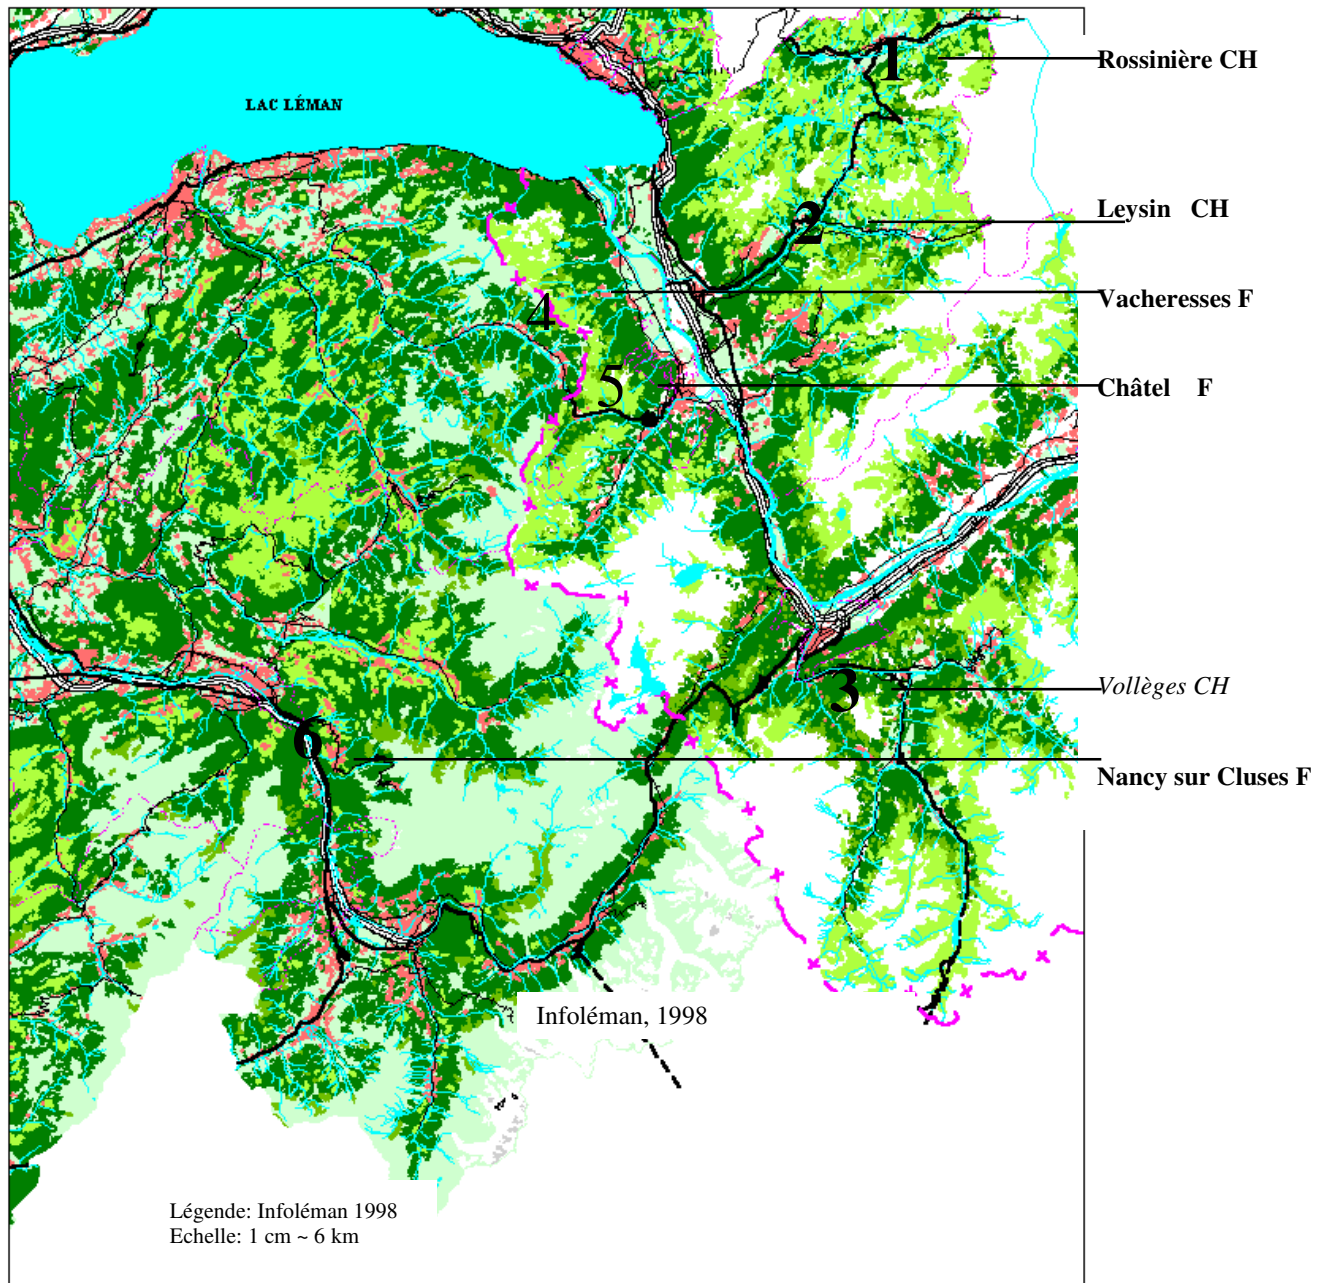 1
Rossinière CH
LAC LÉMAN
2
Leysin CH
4
Vacheresses F
5
Châtel F
3
Vollèges CH
6
Nancy sur Cluses F
Infoléman, 1998
Légende: Infoléman 1998
Echelle: 1 cm ~ 6 km